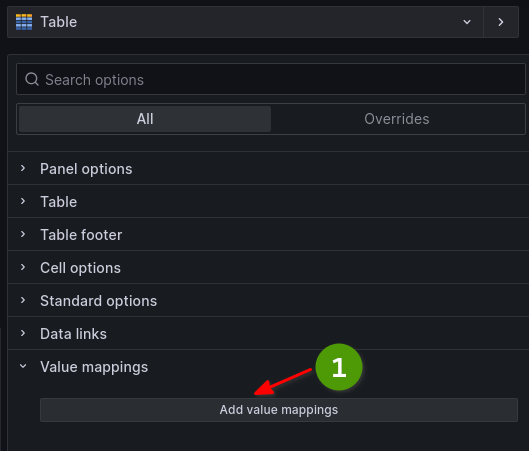 Table
Search options
All Overrides
Panel options
Table
Table footer
Cell options
Standard options
Data links
Value mappings
1
Add value mappings